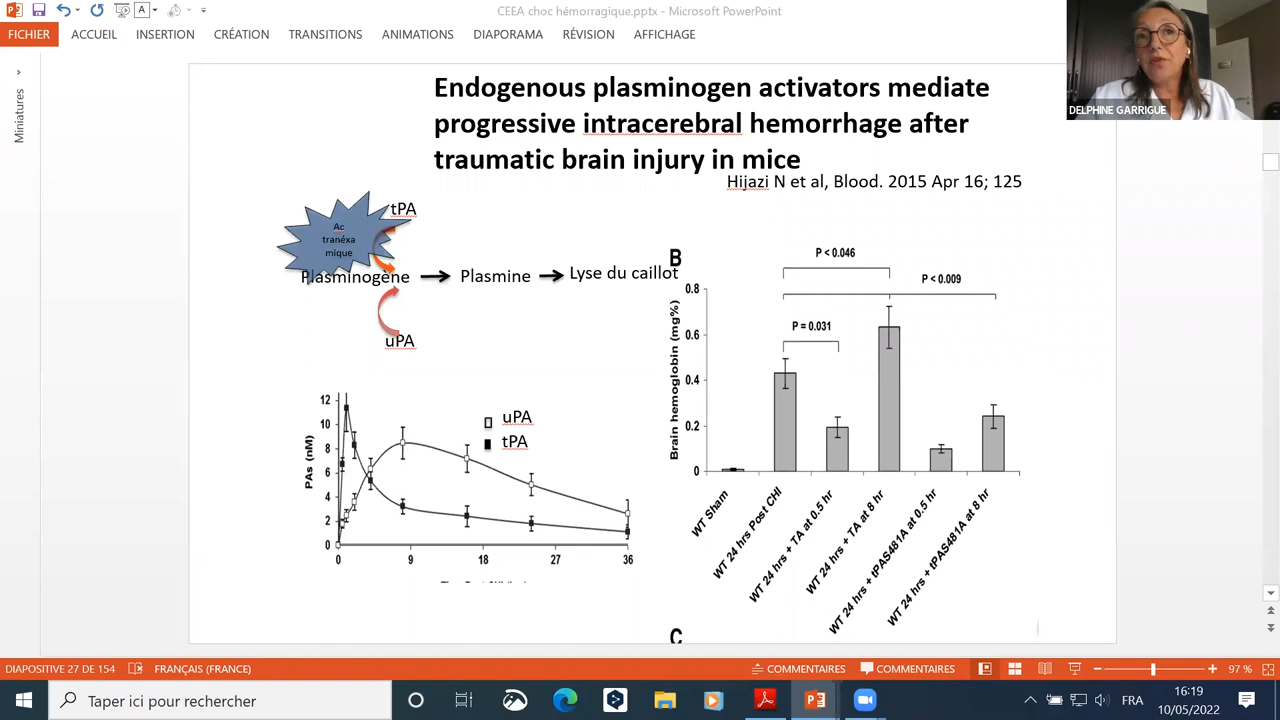 CEEA choc hémorragique.pptx - Microsoft PowerPoint
A
FICHIER ACCUEIL INSERTION CRÉATION TRANSITIONS ANIMATIONS DIAPORAMA RÉVISION AFFICHAGE
DELPHINE GARRIGUE
Miniatures
Endogenous plasminogen activators mediate
progressive intracerebral hemorrhage after
traumatic brain injury in mice
Hijazi N et al, Blood. 2015 Apr 16; 125
tPA
Ac
tranéxa
mique
Plasminogène
Plasmine
Lyse du caillot
uPA
PAs (nM)
12
10
8
6
4
2
0
0 9 18 27 36
uPA
tPA
B
Brain hemoglobin (mg%)
0.8
0.6
0.4
0.2
0
P < 0.046
P < 0.009
P = 0.031
WT Sham
WT 24 hrs Post CHI
WT 24 hrs + TA at 0.5 hr
WT 24 hrs + TA at 8 hr
WT 24 hrs + tPAS481A at 0.5 hr
WT 24 hrs + tPAS481A at 8 hr
C
DIAPOSITIVE 27 DE 154 FRANÇAIS (FRANCE) COMMENTAIRES COMMENTAIRES 97 %
Taper ici pour rechercher
FRA
16:19
10/05/2022